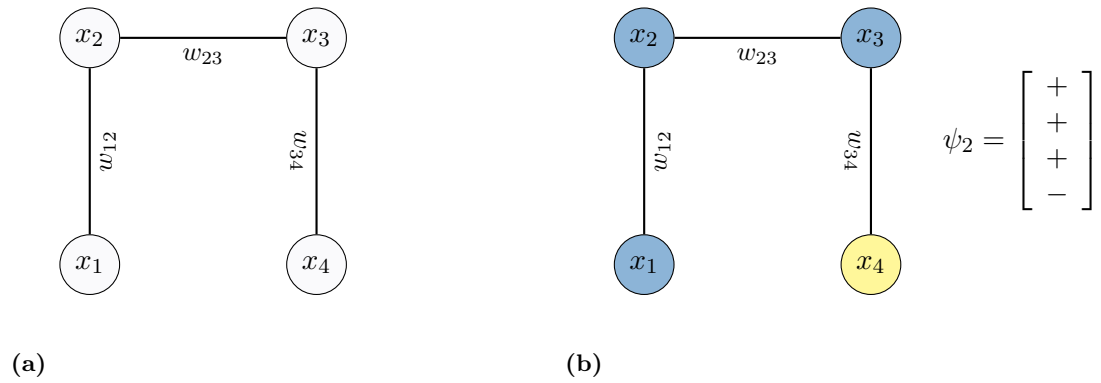 x₂ x₃ x₂ x₃
w₂₃ w₂₃
w₁₂ w₃₄ w₁₂ w₃₄
ψ₂ = [ + + + − ]
x₁ x₄ x₁ x₄
(a) (b)